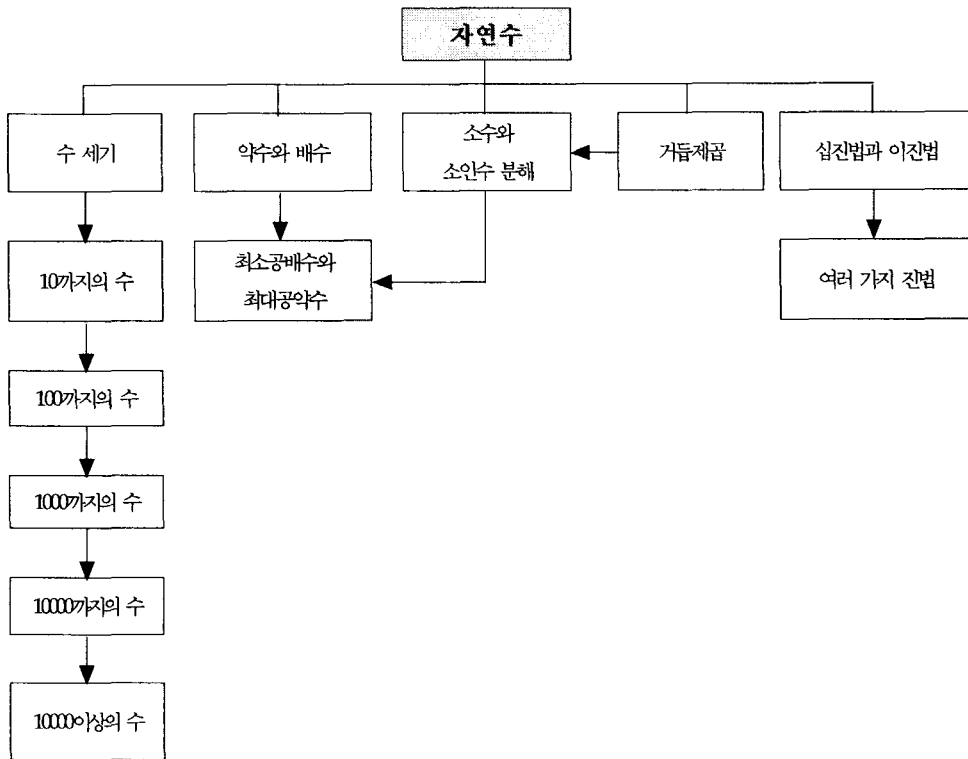 자연수
수 세기
약수와 배수
소수와
소인수 분해
거듭제곱
십진법과 이진법
10까지의 수
최소공배수와
최대공약수
여러 가지 진법
100까지의 수
1000까지의 수
10000까지의 수
10000이상의 수